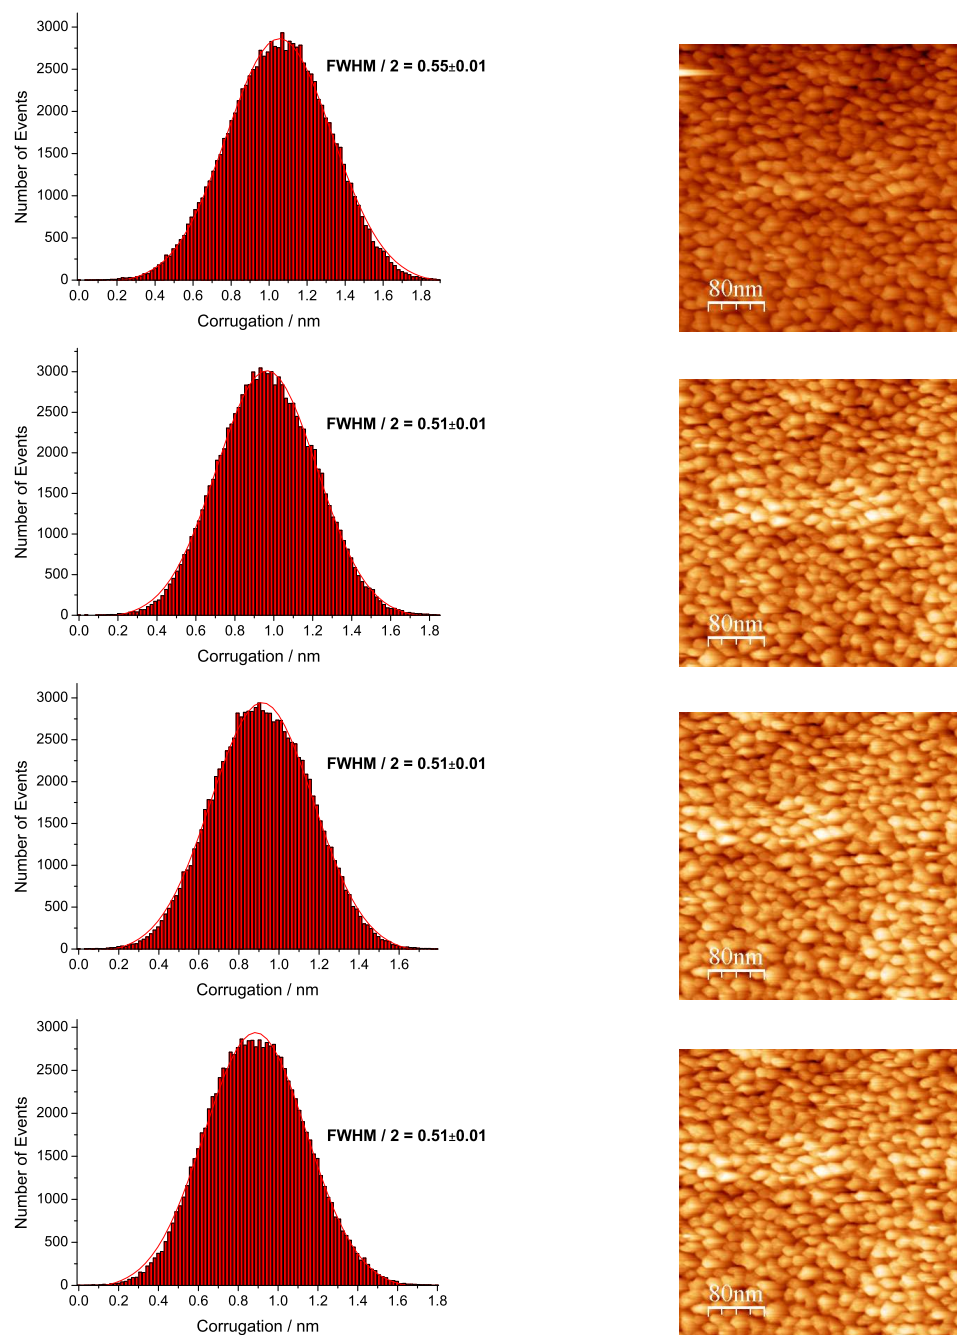 3000
2500
2000
1500
1000
500
0
Number of Events
FWHM / 2 = 0.55±0.01
0.0 0.2 0.4 0.6 0.8 1.0 1.2 1.4 1.6 1.8
Corrugation / nm
80nm
3000
2500
2000
1500
1000
500
0
Number of Events
FWHM / 2 = 0.51±0.01
0.0 0.2 0.4 0.6 0.8 1.0 1.2 1.4 1.6 1.8
Corrugation / nm
80nm
3000
2500
2000
1500
1000
500
0
Number of Events
FWHM / 2 = 0.51±0.01
0.0 0.2 0.4 0.6 0.8 1.0 1.2 1.4 1.6
Corrugation / nm
80nm
3000
2500
2000
1500
1000
500
0
Number of Events
FWHM / 2 = 0.51±0.01
0.0 0.2 0.4 0.6 0.8 1.0 1.2 1.4 1.6 1.8
Corrugation / nm
80nm